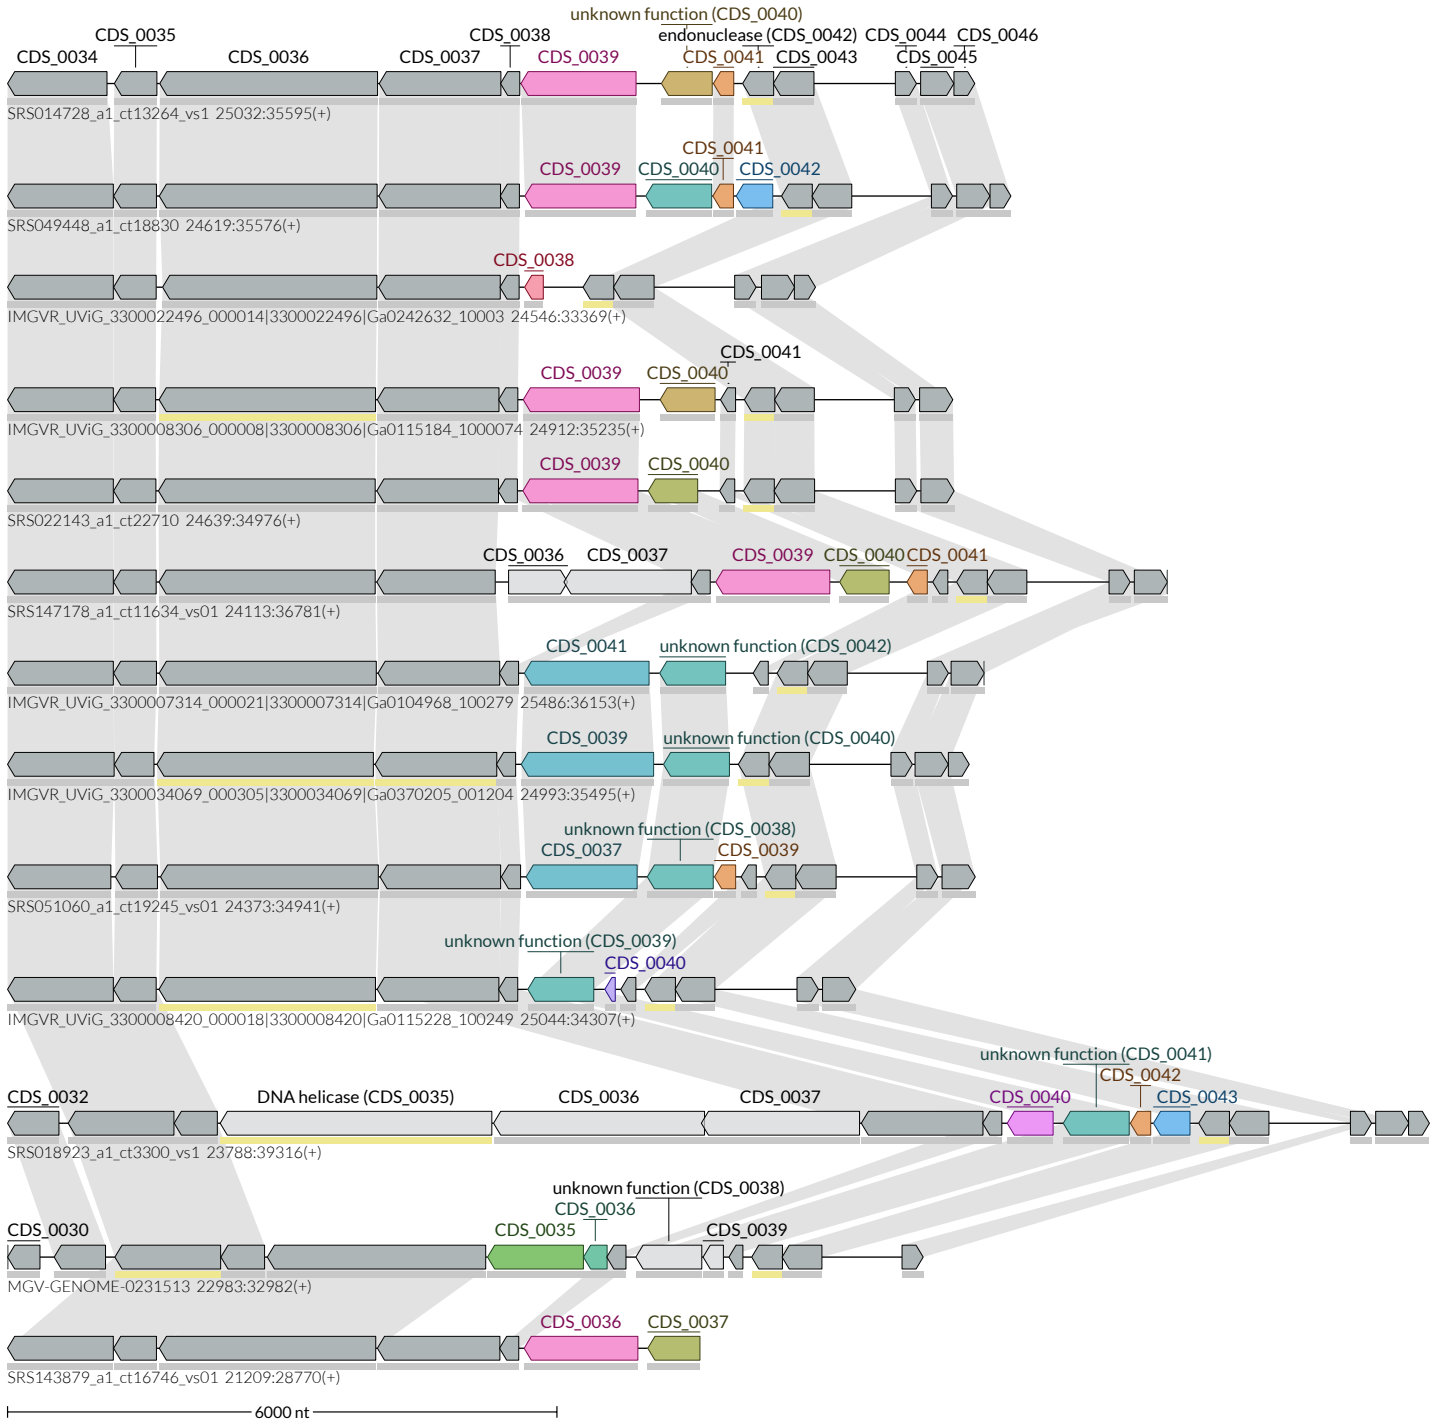 unknown function (CDS_0040)
CDS_0035 CDS_0038 endonuclease (CDS_0042) CDS_0044 CDS_0046
CDS_0034 CDS_0036 CDS_0037 CDS_0039 CDS_0041 CDS_0043 CDS_0045
SRS014728_a1_ct13264_vs1 25032:35595(+)
CDS_0041
CDS_0039 CDS_0040 CDS_0042
SRS049448_a1_ct18830 24619:35576(+)
CDS_0038
IMGVR_UViG_3300022496_000014|3300022496|Ga0242632_10003 24546:33369(+)
CDS_0041
CDS_0039 CDS_0040
IMGVR_UViG_3300008306_000008|3300008306|Ga0115184_1000074 24912:35235(+)
CDS_0039 CDS_0040
SRS022143_a1_ct22710 24639:34976(+)
CDS_0036 CDS_0037 CDS_0039 CDS_0040 CDS_0041
SRS147178_a1_ct11634_vs01 24113:36781(+)
CDS_0041 unknown function (CDS_0042)
IMGVR_UViG_3300007314_000021|3300007314|Ga0104968_100279 25486:36153(+)
CDS_0039 unknown function (CDS_0040)
IMGVR_UViG_3300034069_000305|3300034069|Ga0370205_001204 24993:35495(+)
unknown function (CDS_0038)
CDS_0037 CDS_0039
SRS051060_a1_ct19245_vs01 24373:34941(+)
unknown function (CDS_0039)
CDS_0040
IMGVR_UViG_3300008420_000018|3300008420|Ga0115228_100249 25044:34307(+)
unknown function (CDS_0041)
CDS_0042
CDS_0032 DNA helicase (CDS_0035) CDS_0036 CDS_0037 CDS_0040 CDS_0043
SRS018923_a1_ct3300_vs1 23788:39316(+)
unknown function (CDS_0038)
CDS_0036
CDS_0030 CDS_0035 CDS_0039
MGV-GENOME-0231513 22983:32982(+)
CDS_0036 CDS_0037
SRS143879_a1_ct16746_vs01 21209:28770(+)
6000 nt